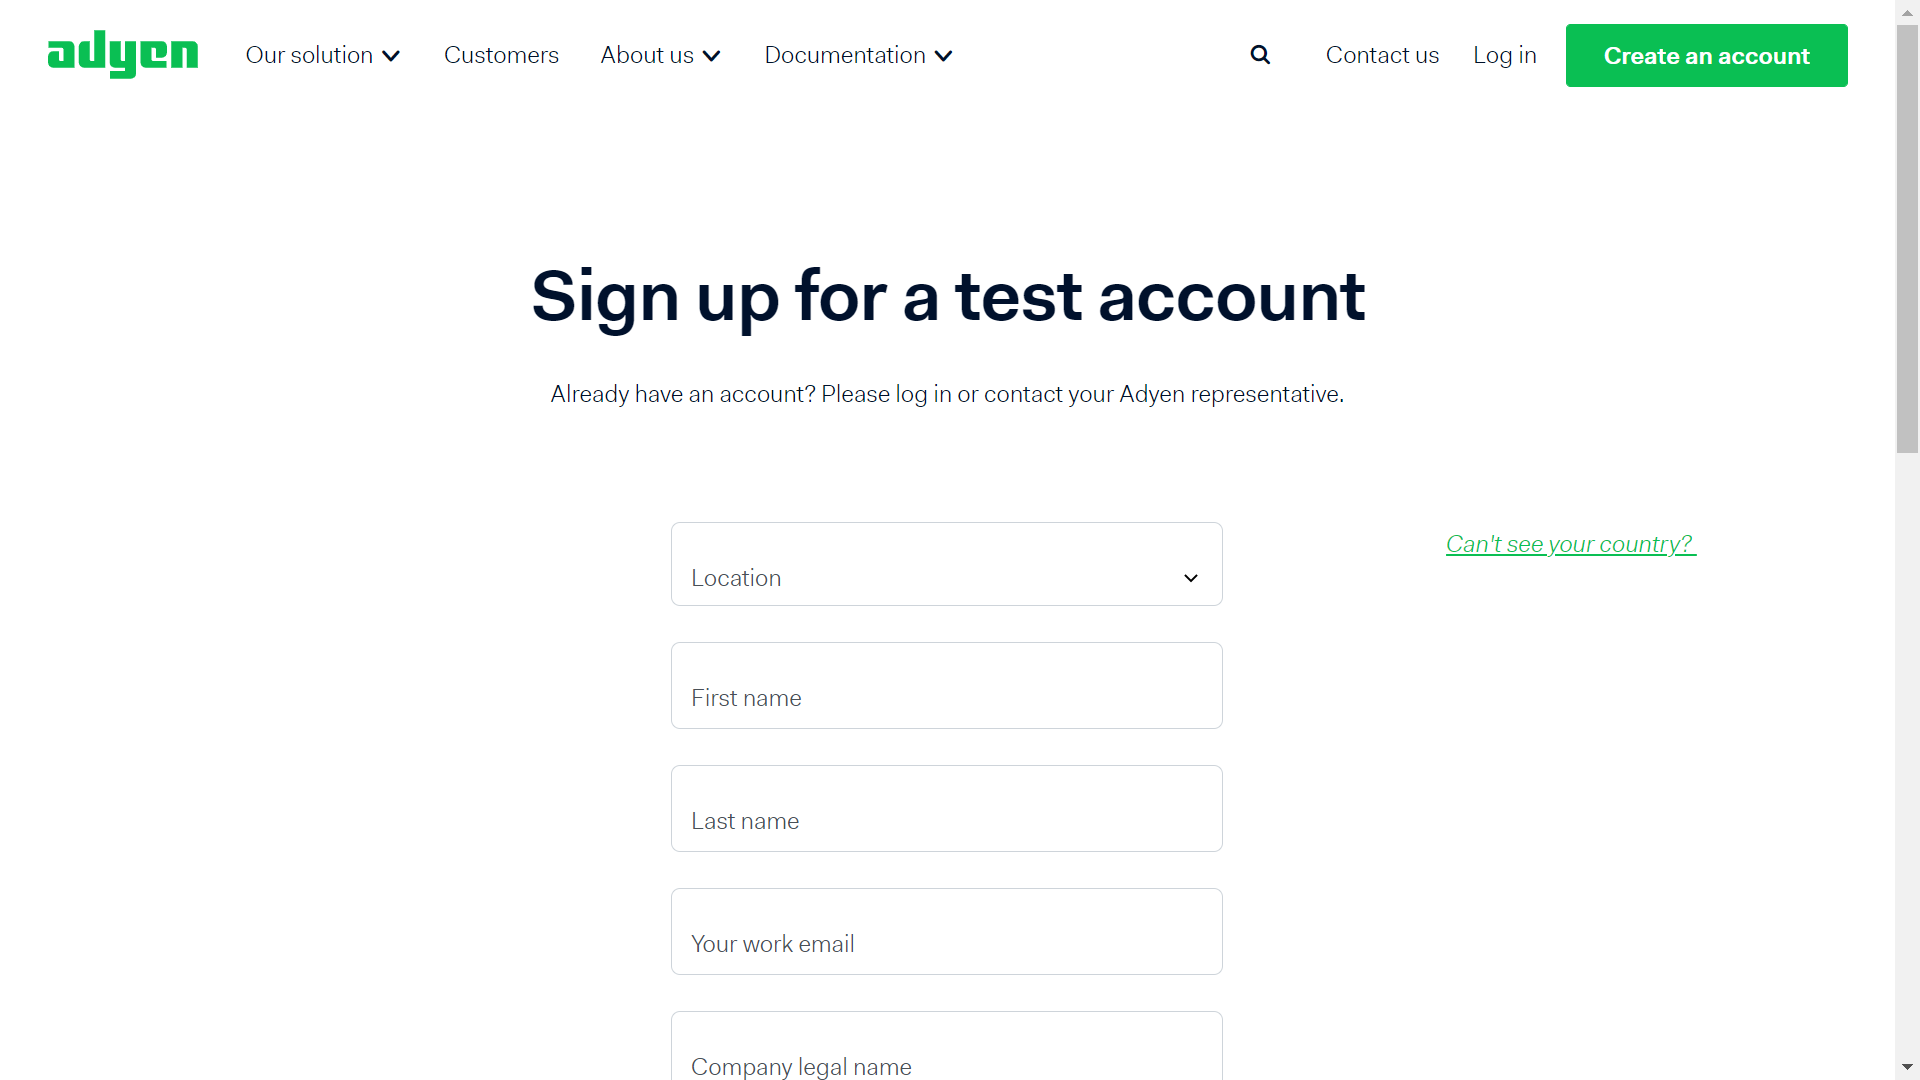 adyen
Our solution
Customers
About us
Documentation
Contact us
Log in
Create an account
Sign up for a test account
Already have an account? Please log in or contact your Adyen representative.
Location
Can't see your country?
First name
Last name
Your work email
Company legal name